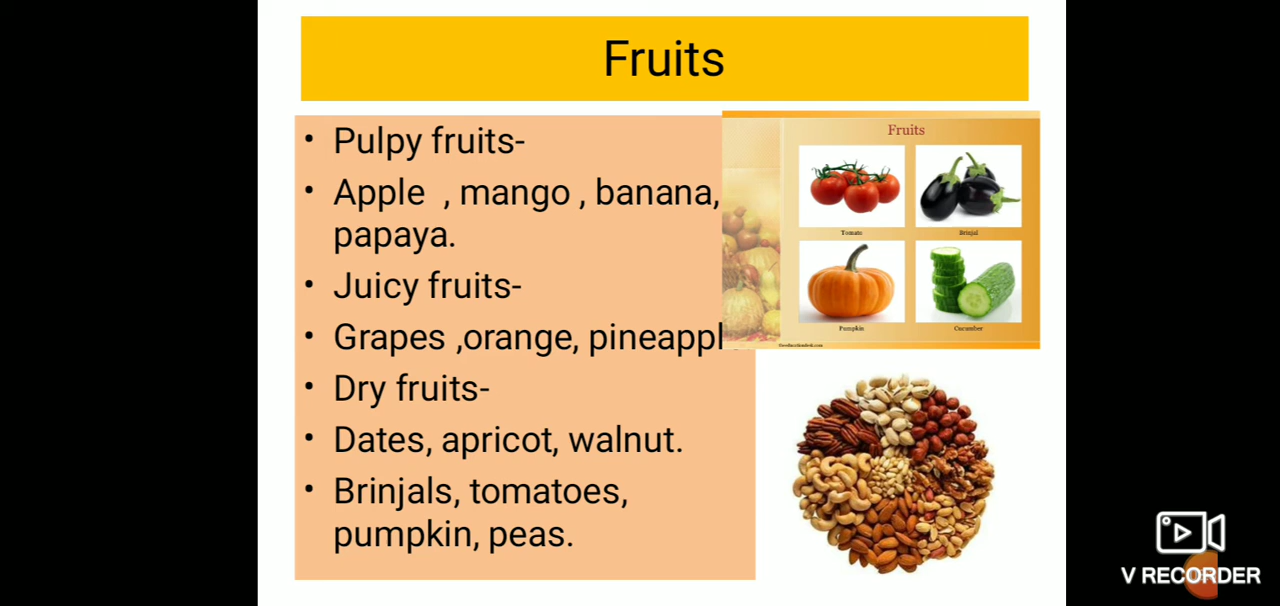 Fruits
• Pulpy fruits-
• Apple , mango , banana,
papaya.
• Juicy fruits-
• Grapes ,orange, pineappl
• Dry fruits-
• Dates, apricot, walnut.
• Brinjals, tomatoes,
pumpkin, peas.
Fruits
Tomato
Brinjal
Pumpkin
Cucumber
V RECORDER